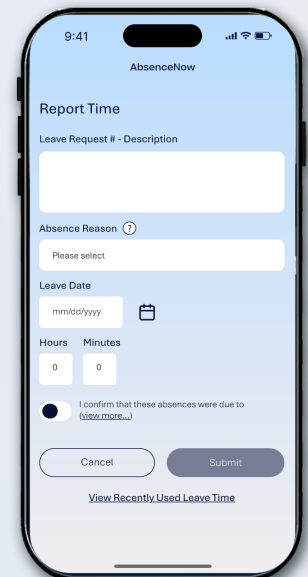 9:41
AbsenceNow
Report Time
Leave Request # - Description
Absence Reason ?
Please select
Leave Date
mm/dd/yyyy
Hours Minutes
0 0
I confirm that these absences were due to
(view more...)
Cancel Submit
View Recently Used Leave Time